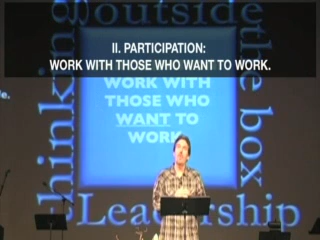 outside
II. PARTICIPATION:
WORK WITH THOSE WHO WANT TO WORK.
WORK WITH
THOSE WHO
WANT TO
WORK
thinking
the box
Leadership